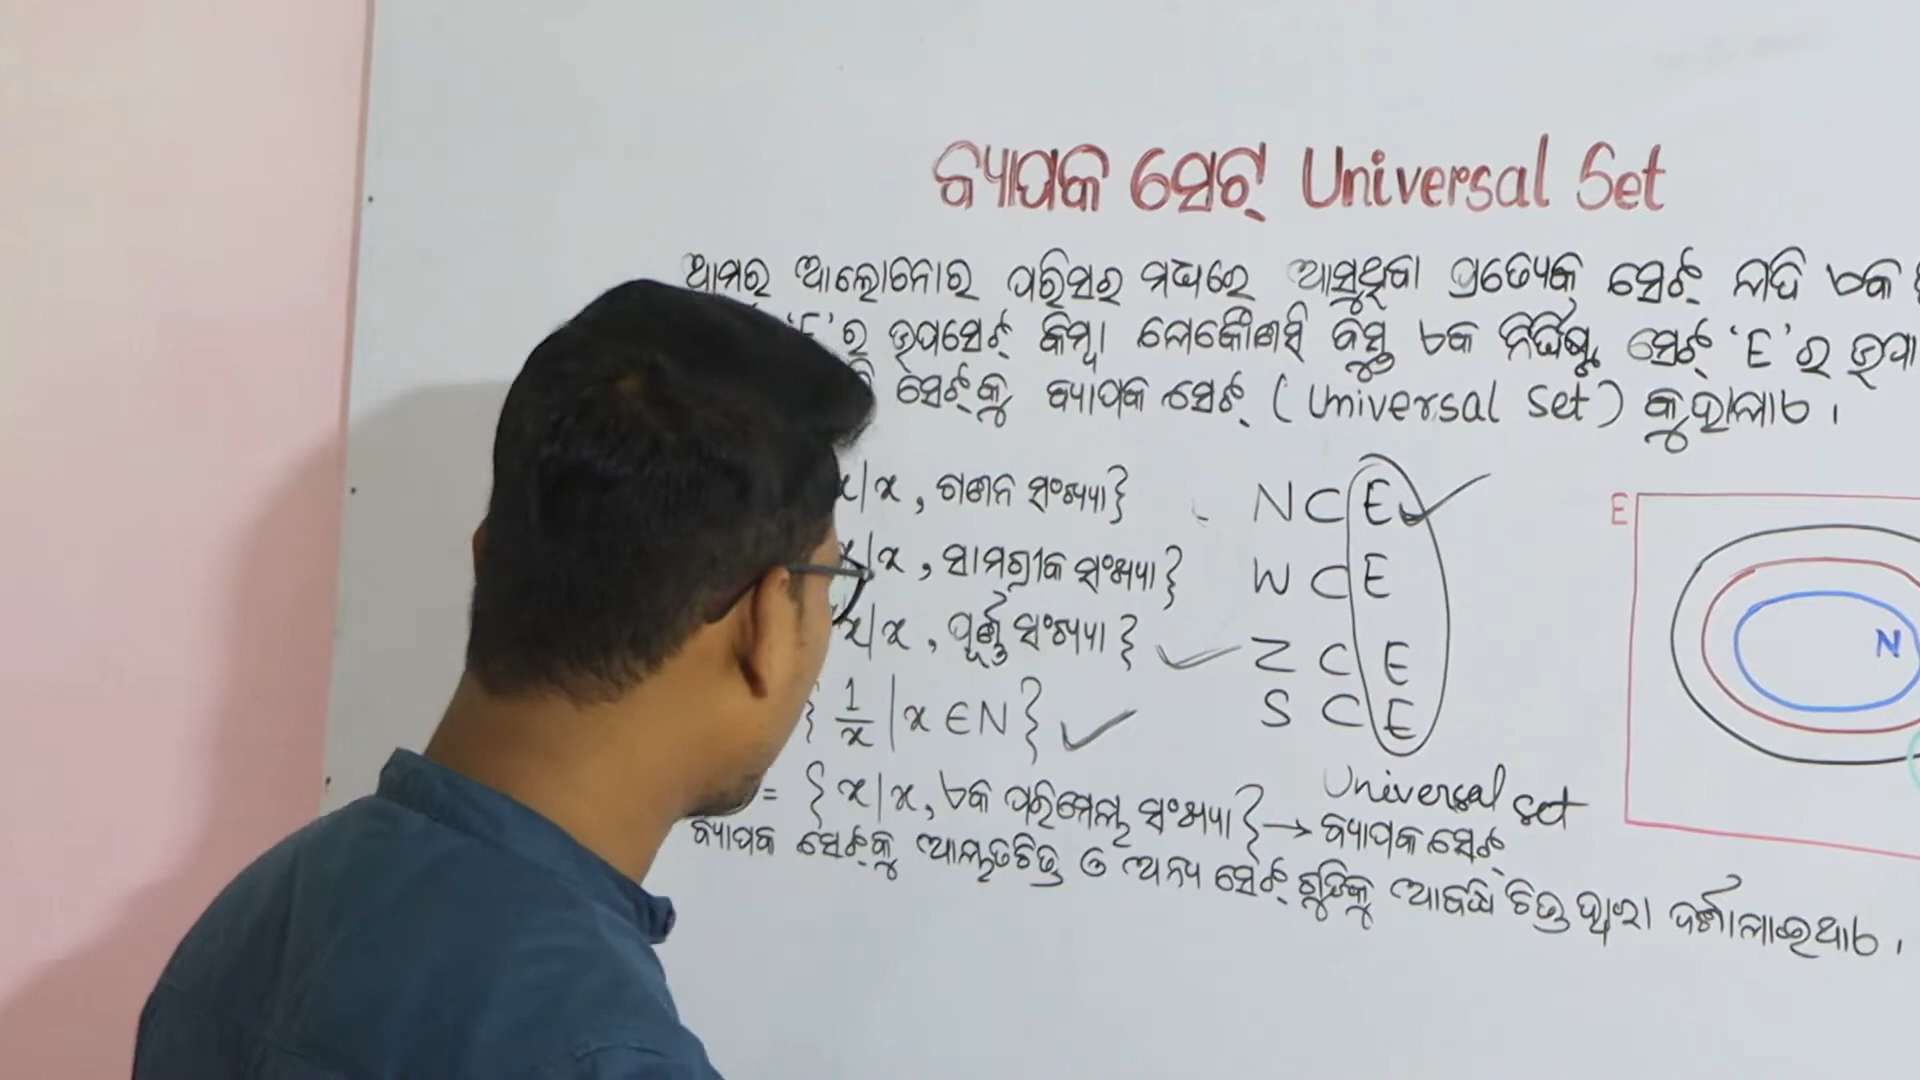 ବ୍ୟାପକ ସେଟ୍ Universal Set
ଆମର ଆଲୋଚନାର ପରିସର ମଧ୍ୟରେ ଆସୁଥିବା ପ୍ରତ୍ୟେକ ସେଟ୍ ଯଦି ଏକ
'E'ର ଉପସେଟ୍ କିମ୍ବା ଯେକୌଣସି ବସ୍ତୁ ଏକ ନିର୍ଦ୍ଦିଷ୍ଟ ସେଟ୍ 'E'ର ଉପା
ସେଟ୍‌କୁ ବ୍ୟାପକ ସେଟ୍ (Universal Set) କୁହାଯାଏ ।
x|x , ଗଣନ ସଂଖ୍ୟା} N ⊂ E
x|x , ସାମଗ୍ରୀକ ସଂଖ୍ୟା} W ⊂ E
x|x , ପୂର୍ଣ୍ଣ ସଂଖ୍ୟା} Z ⊂ E
{ 1/x | x ∈ N} S ⊂ E
= {x|x, ଏକ ପରିମେୟ ସଂଖ୍ୟା} → Universal set
ବ୍ୟାପକ ସେଟ୍
ବ୍ୟାପକ ସେଟ୍‌କୁ ଆୟତଚିତ୍ର ଓ ଅନ୍ୟ ସେଟ୍ ଗୁଡିକୁ ଆବଦ୍ଧ ଚିତ୍ର ଦ୍ୱାରା ଦର୍ଶାଯାଇଥାଏ ।
E
N